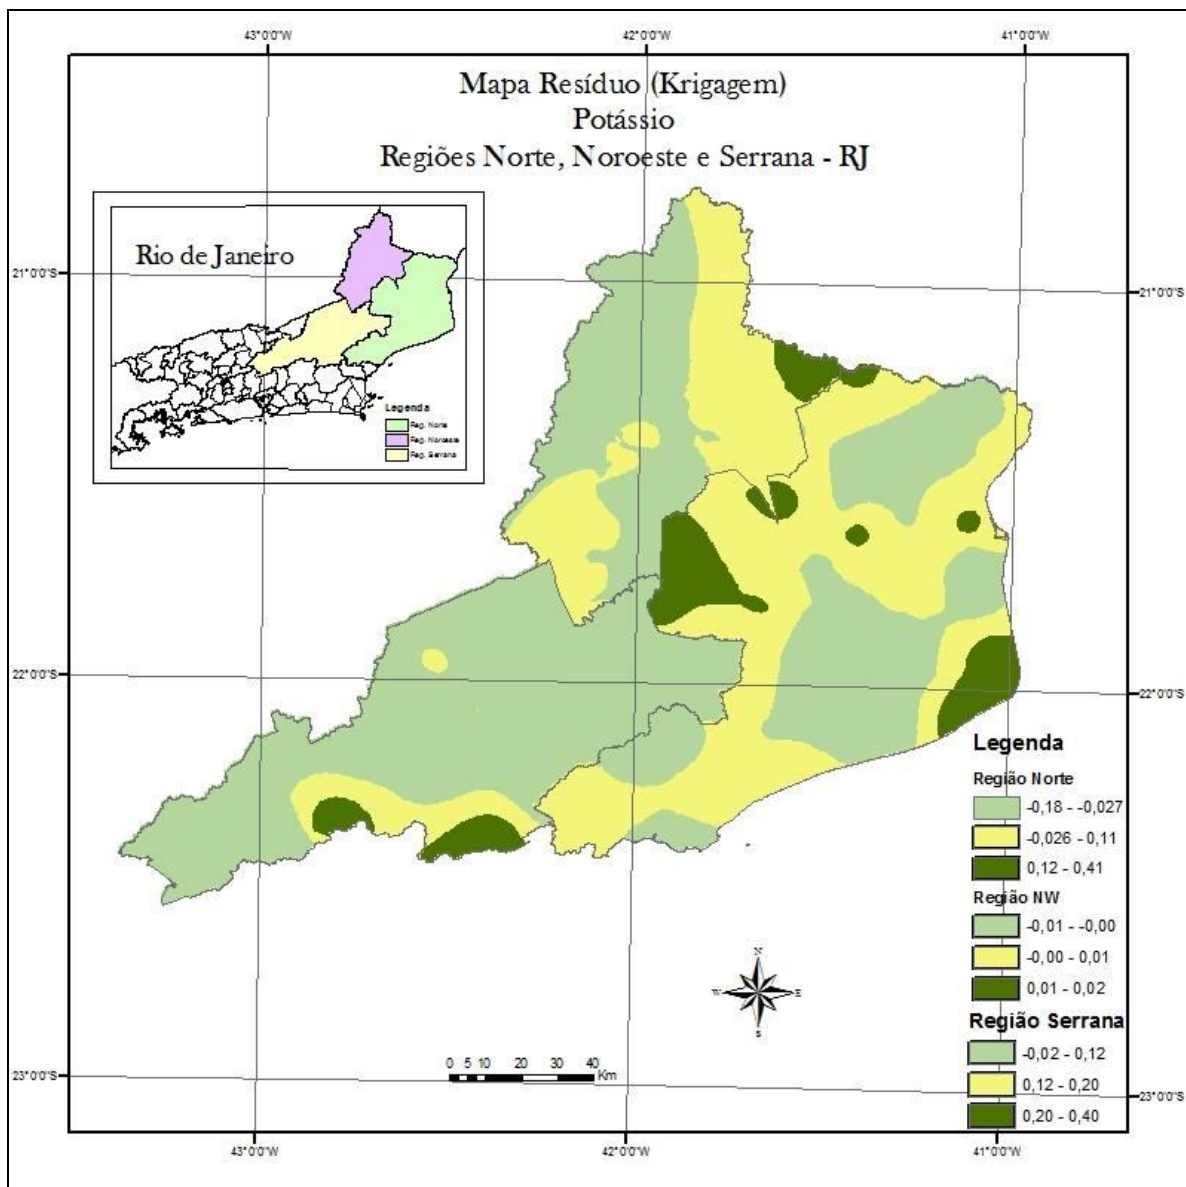 43°0'0"W 42°0'0"W 41°0'0"W
Mapa Resíduo (Krigagem)
Potássio
Regiões Norte, Noroeste e Serrana - RJ
Rio de Janeiro
Legenda
Reg. Norte
Reg. Noroeste
Reg. Serrana
21°0'0"S 21°0'0"S
22°0'0"S 22°0'0"S
Legenda
Região Norte
-0,18 - -0,027
-0,026 - 0,11
0,12 - 0,41
Região NW
-0,01 - -0,00
-0,00 - 0,01
0,01 - 0,02
Região Serrana
-0,02 - 0,12
0,12 - 0,20
0,20 - 0,40
N
W E
S
0 5 10 20 30 40
Km
23°0'0"S 23°0'0"S
43°0'0"W 42°0'0"W 41°0'0"W